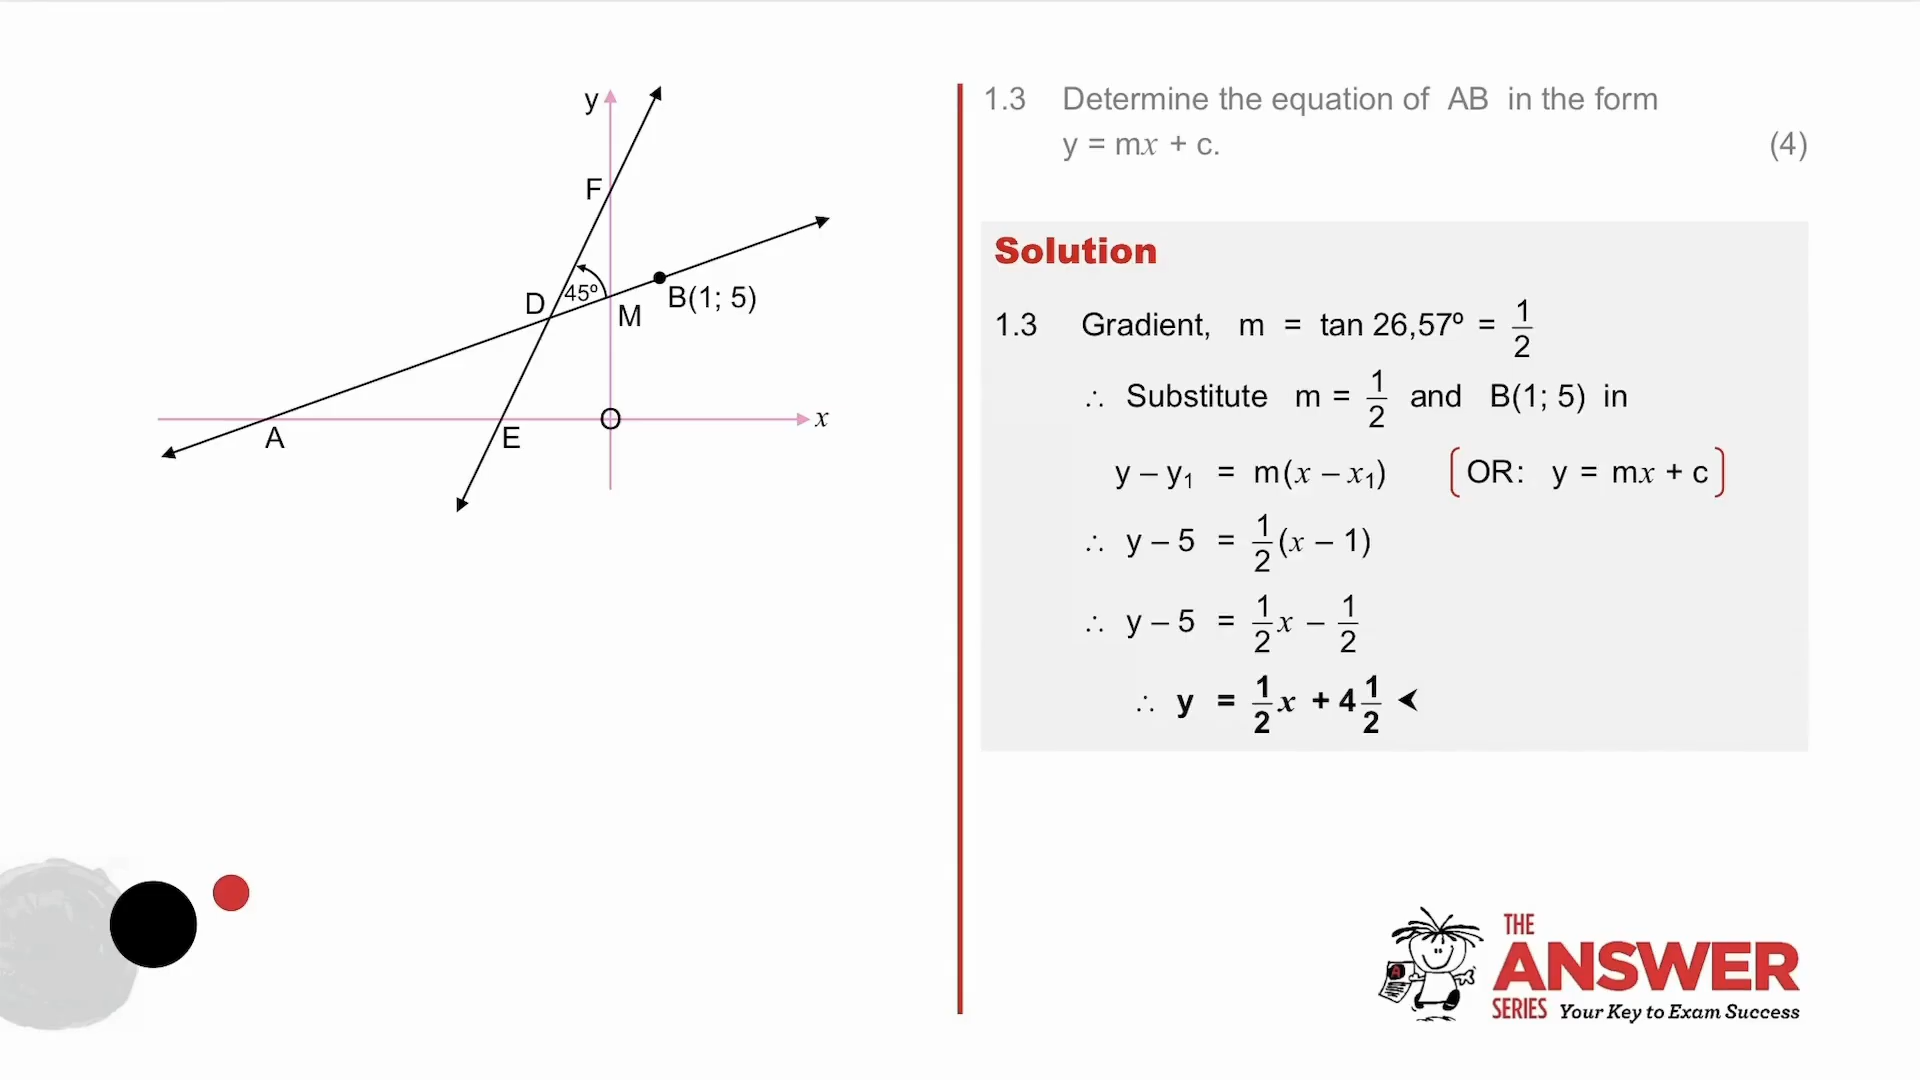 y
F
D
45º
M
B(1; 5)
A
E
O
x
1.3 Determine the equation of AB in the form
y = mx + c. (4)
Solution
1.3 Gradient, m = tan 26,57º = 1/2
∴ Substitute m = 1/2 and B(1; 5) in
y – y₁ = m(x – x₁) [OR: y = mx + c]
∴ y – 5 = 1/2(x – 1)
∴ y – 5 = 1/2x – 1/2
∴ y = 1/2x + 4 1/2 ⮜
THE
ANSWER
SERIES Your Key to Exam Success